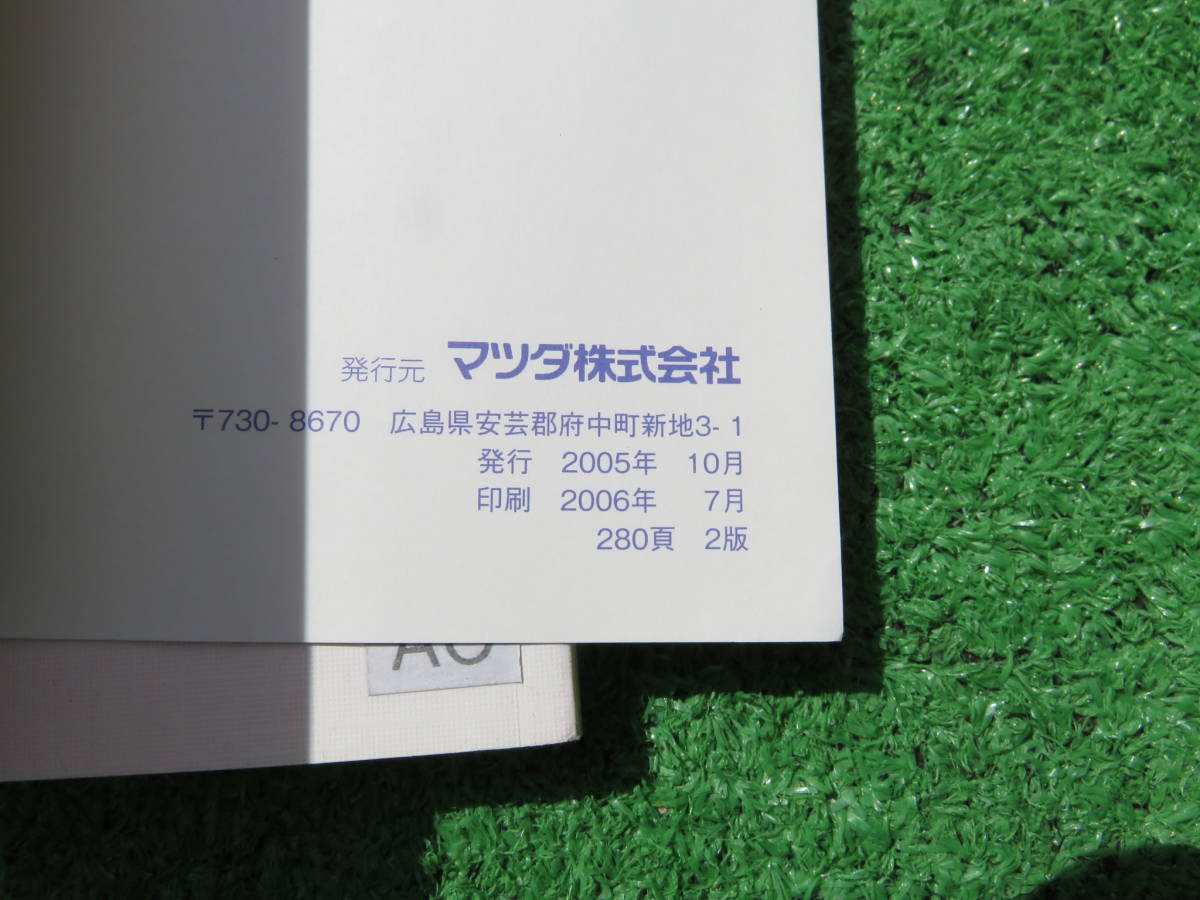 発行元 マツダ株式会社
〒730-8670 広島県安芸郡府中町新地3-1
発行 2005年 10月
印刷 2006年 7月
280頁 2版